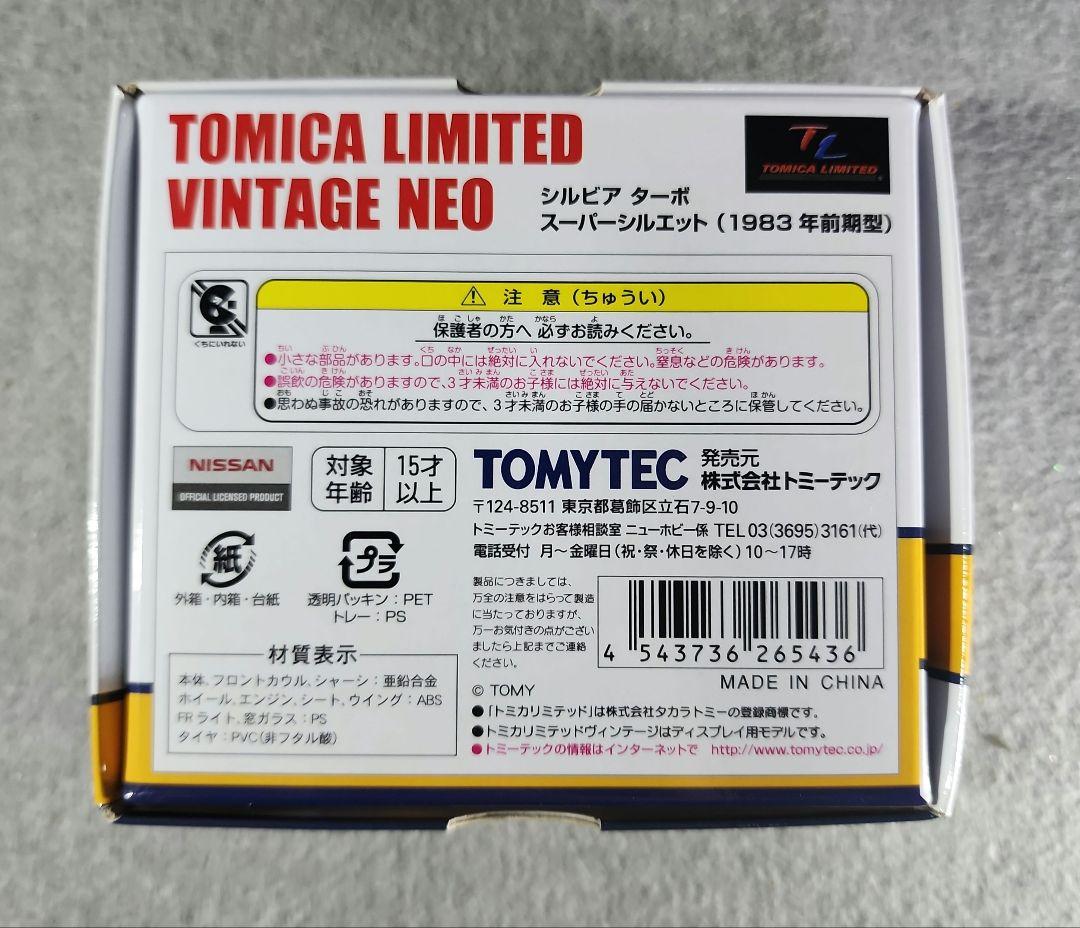 TOMICA LIMITED
VINTAGE NEO
TL
TOMICA LIMITED
シルビア ターボ
スーパーシルエット (1983 年前期型)
くちにいれない
⚠ 注 意 (ちゅうい)
保護者の方へ 必ずお読みください。
●小さな部品があります。口の中には絶対に入れないでください。窒息などの危険があります。
●誤飲の危険がありますので、3才未満のお子様には絶対に与えないでください。
●思わぬ事故の恐れがありますので、3才未満のお子様の手の届かないところに保管してください。
NISSAN
OFFICIAL LICENSED PRODUCT
対象年齢
15才以上
TOMYTEC
発売元
株式会社トミーテック
〒124-8511 東京都葛飾区立石7-9-10
トミーテックお客様相談室 ニューホビー係 TEL 03(3695)3161(代)
電話受付 月～金曜日(祝・祭・休日を除く)10～17時
紙
外箱・内箱・台紙
プラ
透明パッキン:PET
トレー:PS
製品につきましては、
万全の注意をはらって製造
に当たっておりますが、
万一お気付きの点がござい
ましたら上記までご連絡
ください。
4 543736 265436
MADE IN CHINA
材質表示
本体、フロントカウル、シャーシ:亜鉛合金
ホイール、エンジン、シート、ウイング:ABS
FRライト、窓ガラス:PS
タイヤ:PVC(非フタル酸)
© TOMY
●「トミカリミテッド」は株式会社タカラトミーの登録商標です。
●トミカリミテッドヴィンテージはディスプレイ用モデルです。
●トミーテックの情報はインターネットで http://www.tomytec.co.jp/